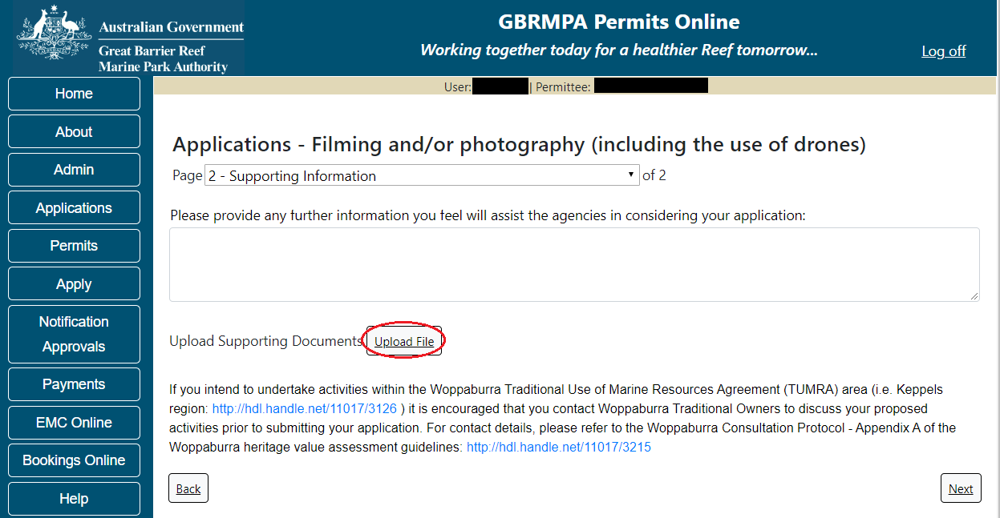 Australian Government
Great Barrier Reef
Marine Park Authority
GBRMPA Permits Online
Working together today for a healthier Reef tomorrow...
Log off
User: | Permittee:
Home
About
Admin
Applications
Permits
Apply
Notification
Approvals
Payments
EMC Online
Bookings Online
Help
Applications - Filming and/or photography (including the use of drones)
Page 2 - Supporting Information of 2
Please provide any further information you feel will assist the agencies in considering your application:
Upload Supporting Documents Upload File
If you intend to undertake activities within the Woppaburra Traditional Use of Marine Resources Agreement (TUMRA) area (i.e. Keppels
region: http://hdl.handle.net/11017/3126 ) it is encouraged that you contact Woppaburra Traditional Owners to discuss your proposed
activities prior to submitting your application. For contact details, please refer to the Woppaburra Consultation Protocol - Appendix A of the
Woppaburra heritage value assessment guidelines: http://hdl.handle.net/11017/3215
Back
Next